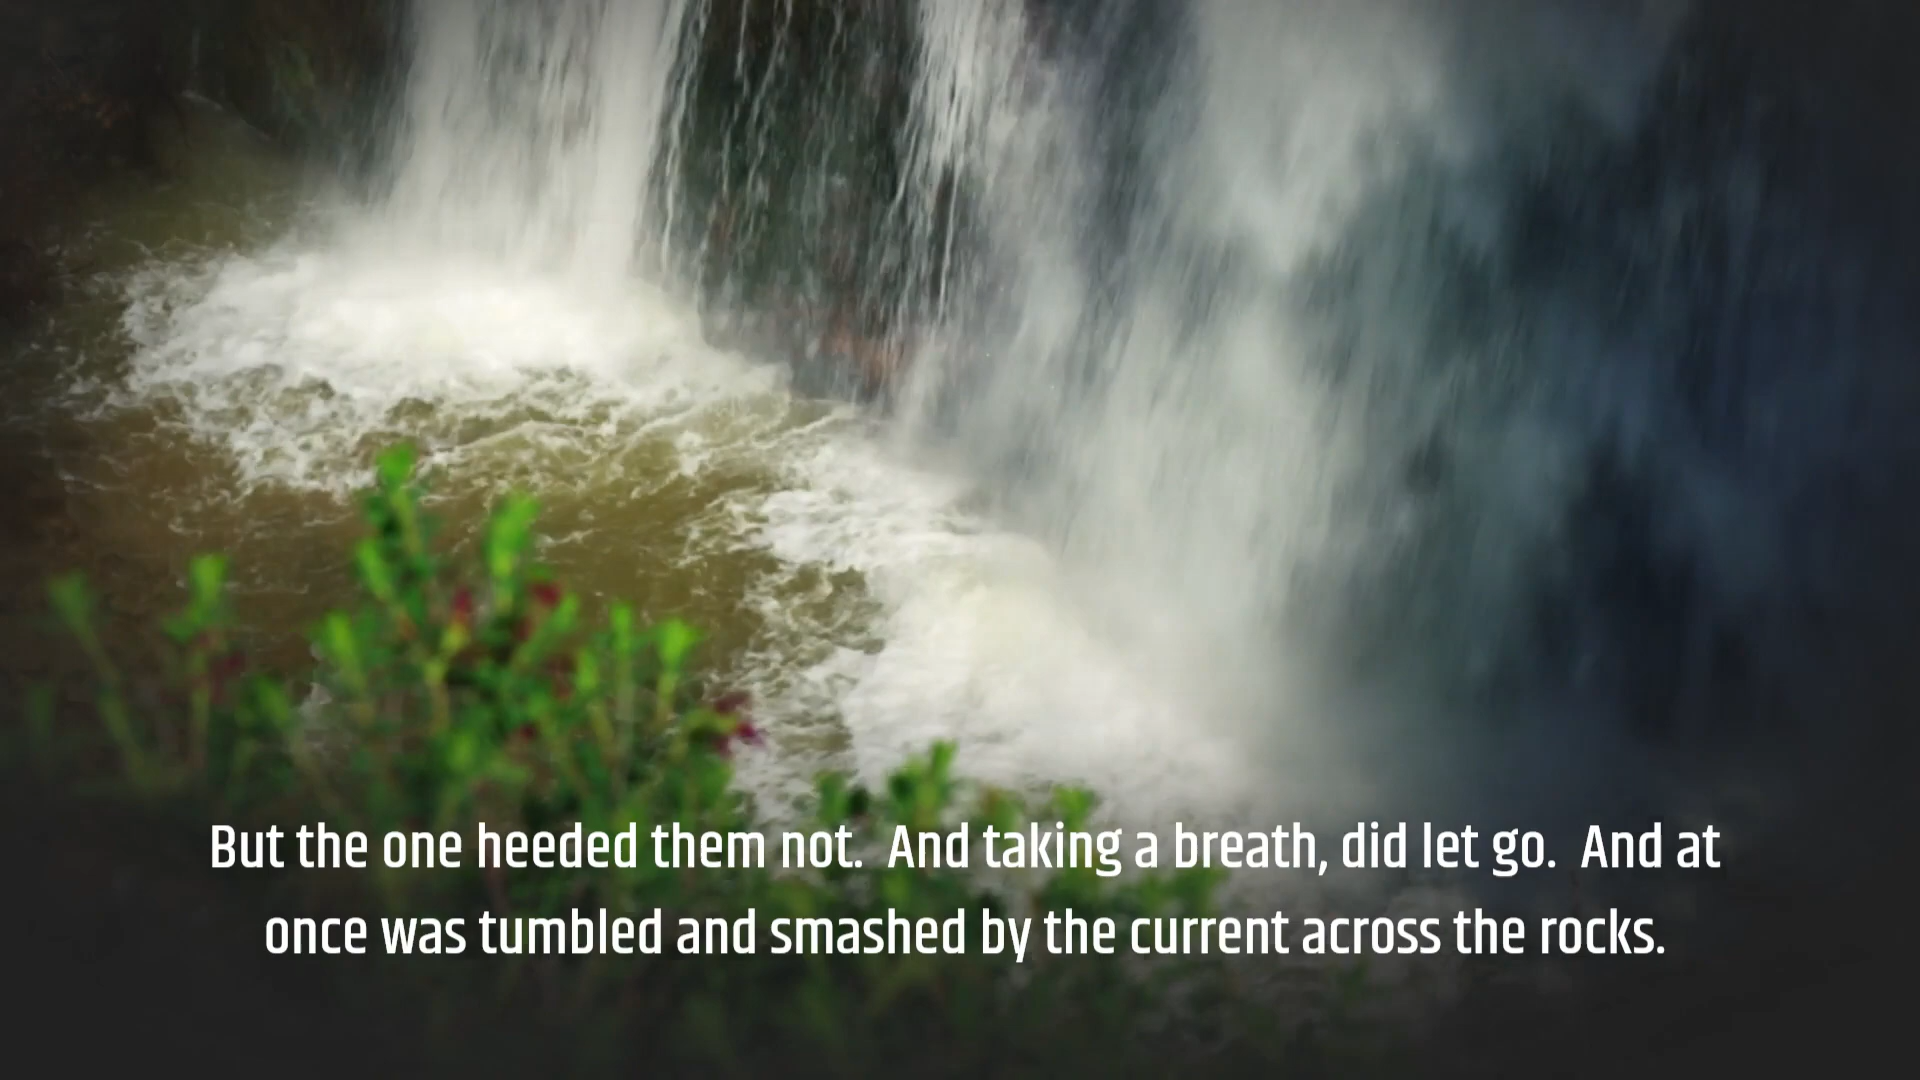 But the one heeded them not.  And taking a breath, did let go.  And at
once was tumbled and smashed by the current across the rocks.